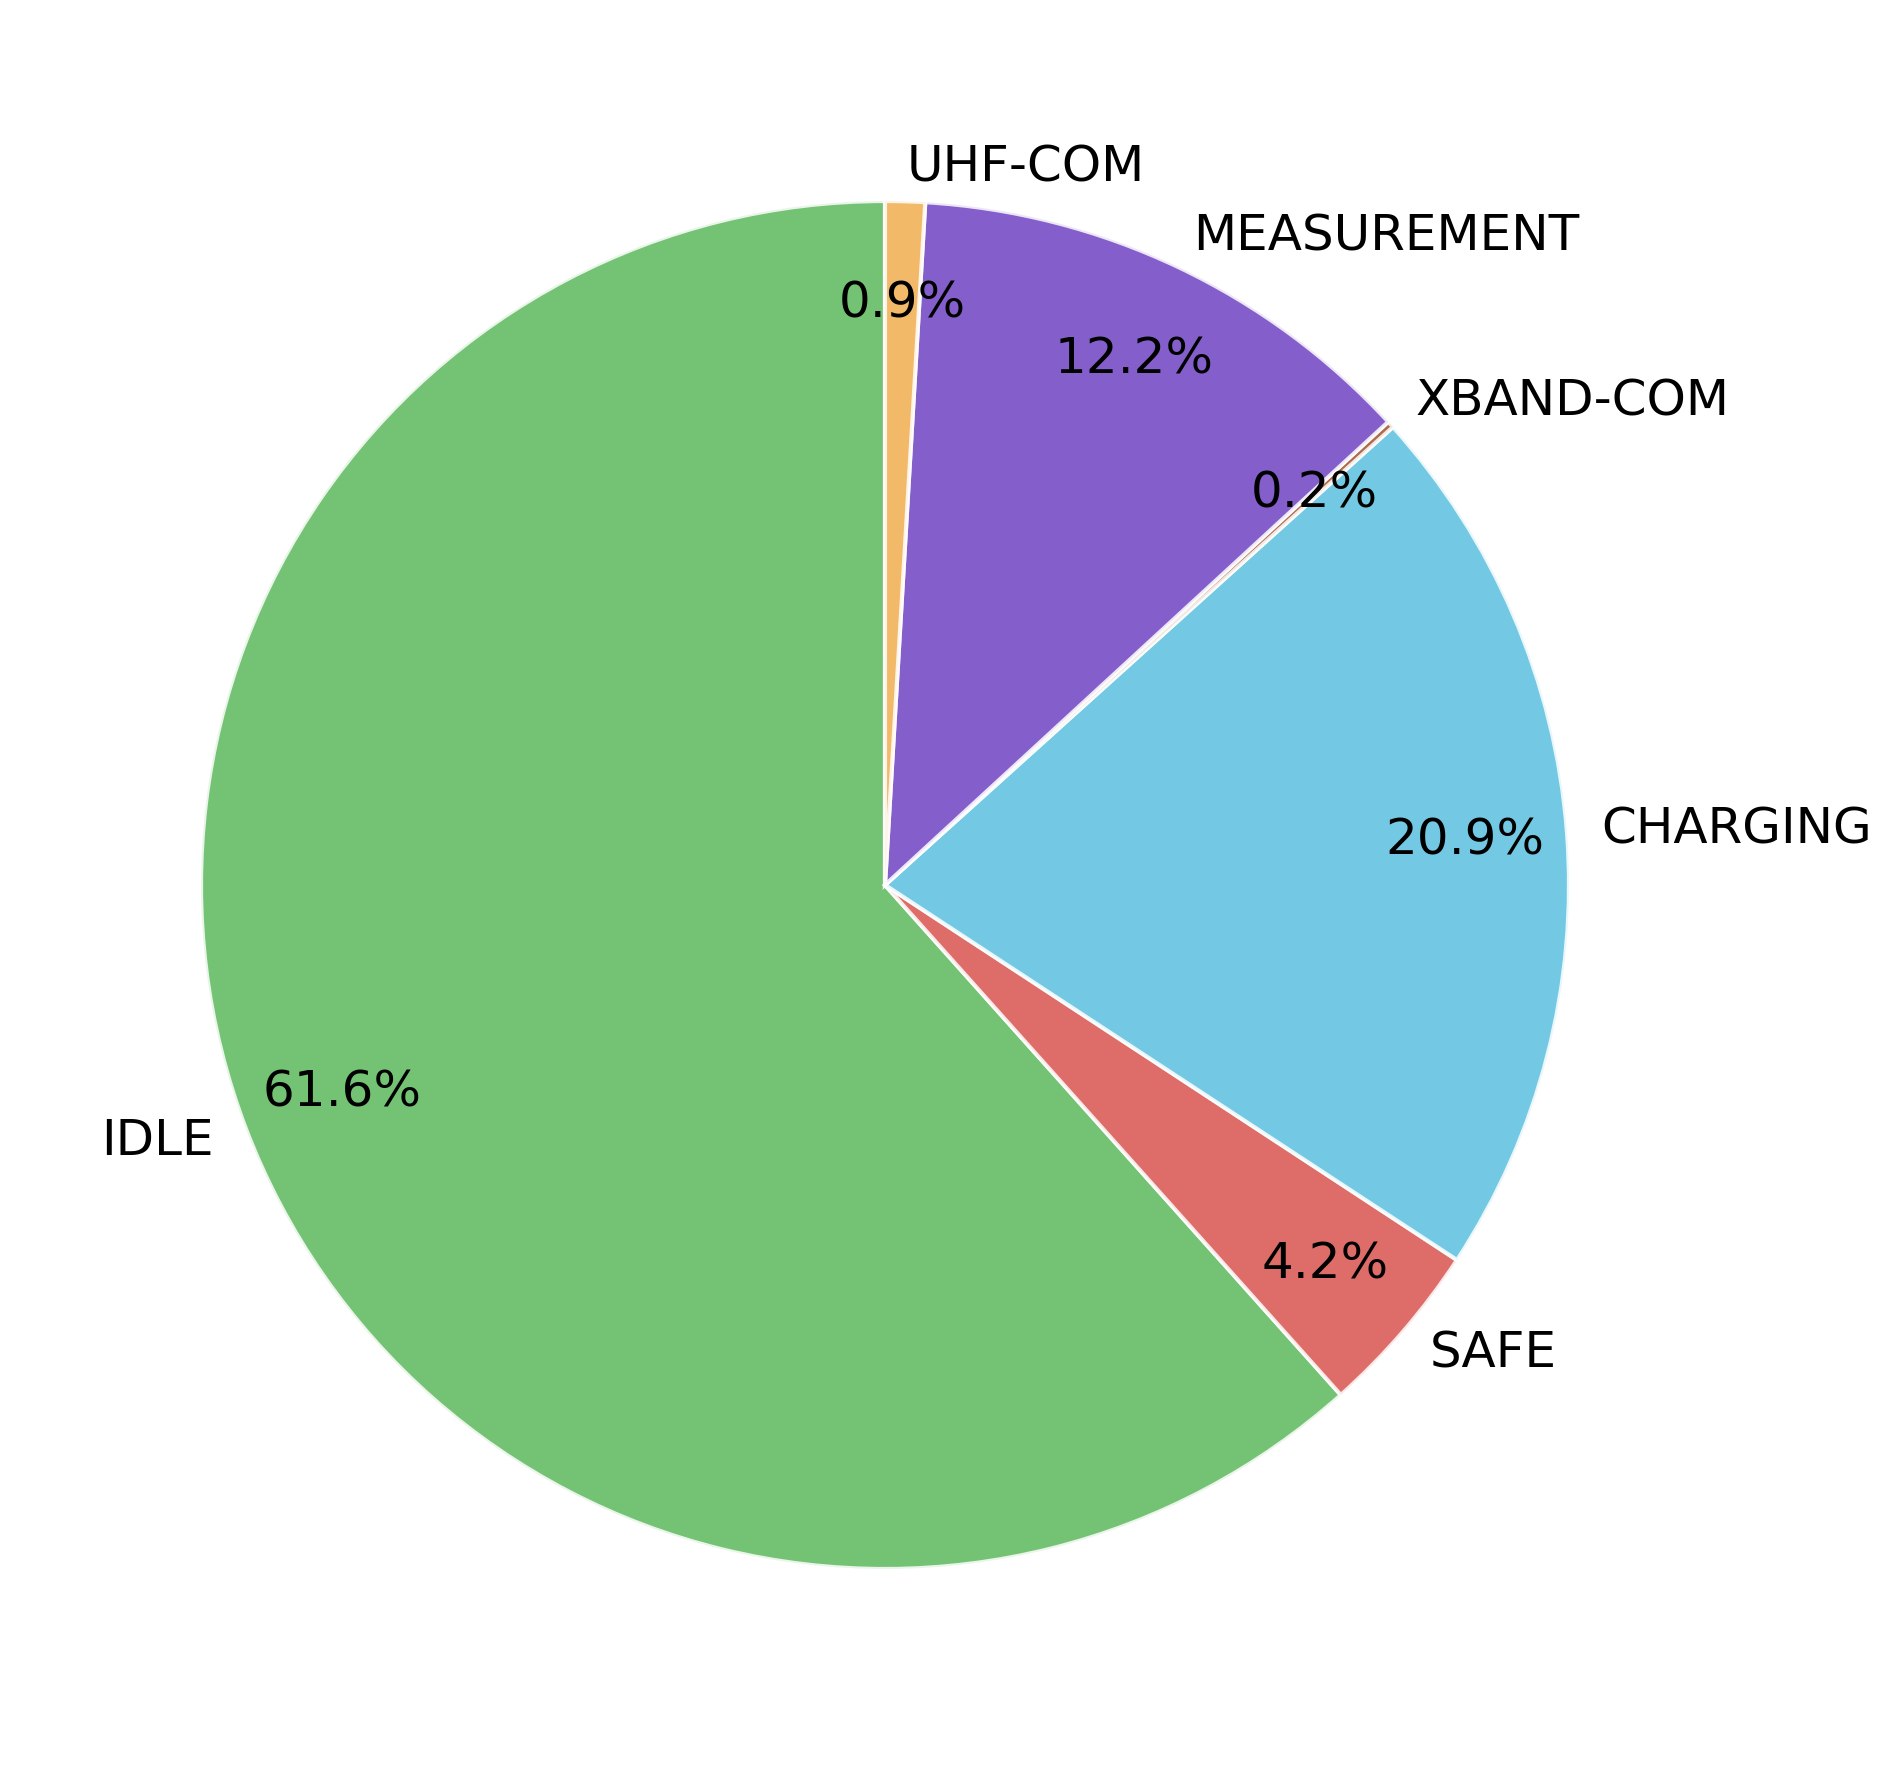 UHF-COM
0.9%
MEASUREMENT
12.2%
XBAND-COM
0.2%
CHARGING
20.9%
IDLE
61.6%
SAFE
4.2%